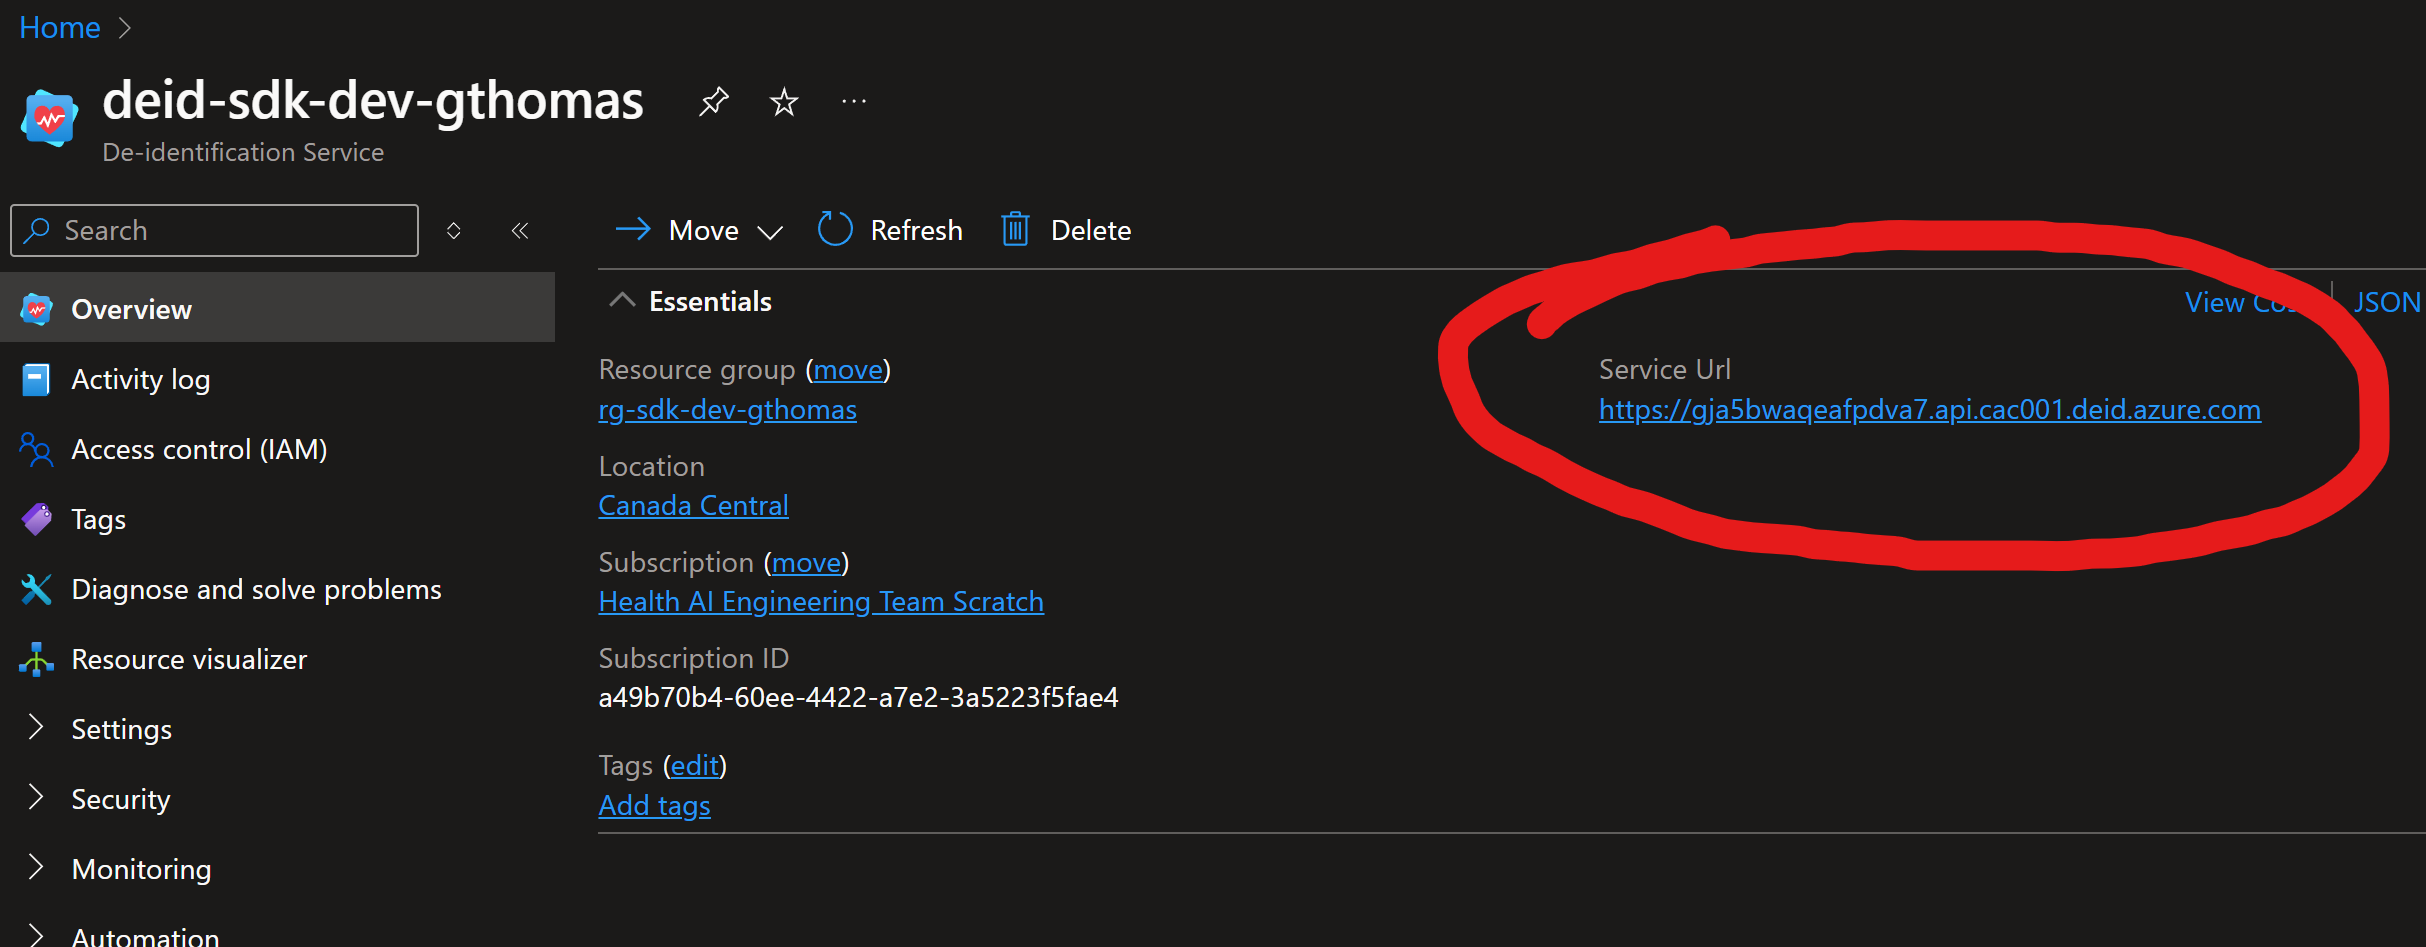 Home
deid-sdk-dev-gthomas
De-identification Service
Search
Move
Refresh
Delete
Overview
Activity log
Access control (IAM)
Tags
Diagnose and solve problems
Resource visualizer
Settings
Security
Monitoring
Automation
Essentials
View
JSON
Resource group (move)
rg-sdk-dev-gthomas
Location
Canada Central
Subscription (move)
Health AI Engineering Team Scratch
Subscription ID
a49b70b4-60ee-4422-a7e2-3a5223f5fae4
Tags (edit)
Add tags
Service Url
https://gja5bwaqeafpdva7.api.cac001.deid.azure.com